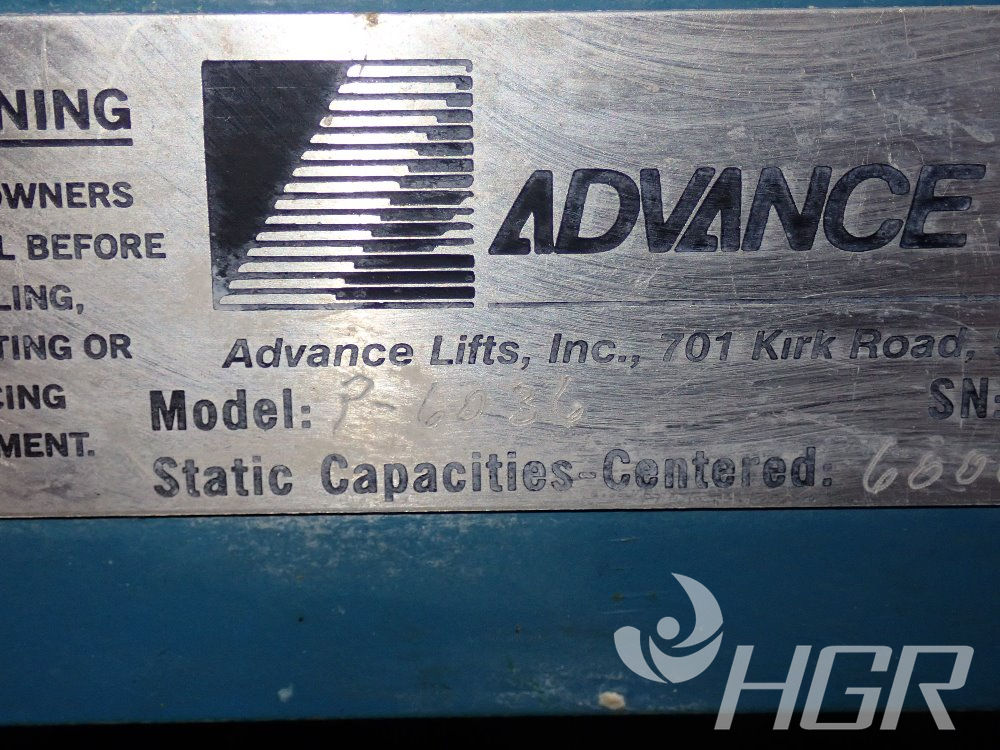 NING
OWNERS
L BEFORE
LING,
TING OR
CING
MENT.
ADVANCE
Advance Lifts, Inc., 701 Kirk Road,
Model: P-6036 SN:
Static Capacities-Centered: 600
HGR